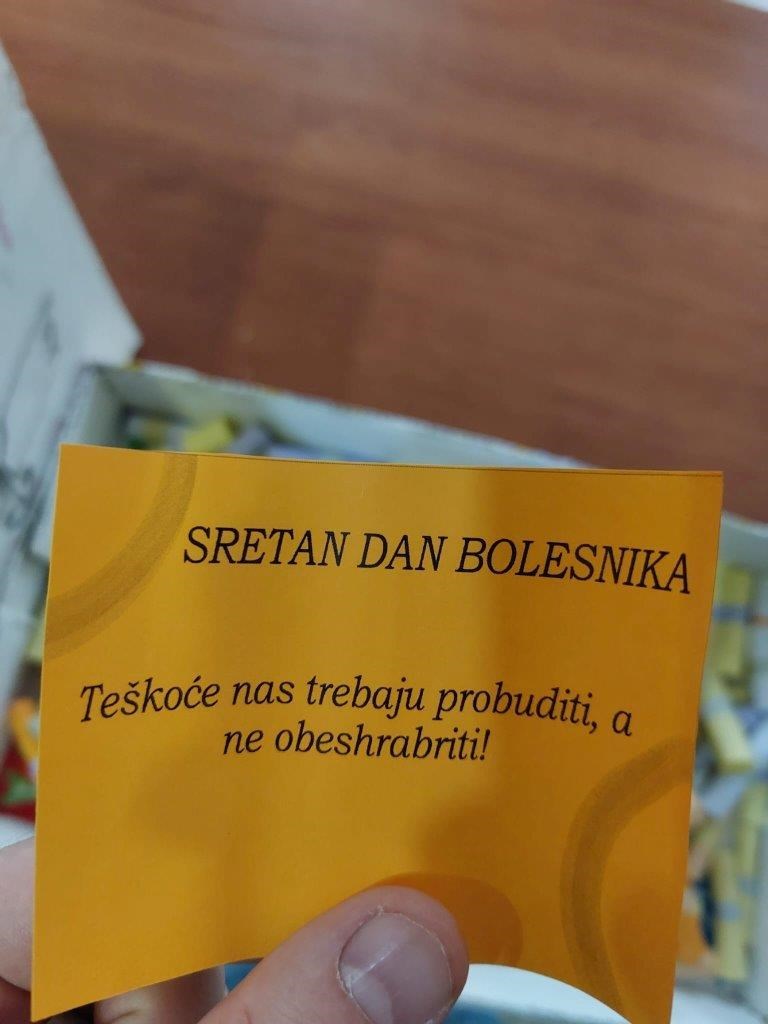 SRETAN DAN BOLESNIKA
Teškoće nas trebaju probuditi, a
ne obeshrabriti!